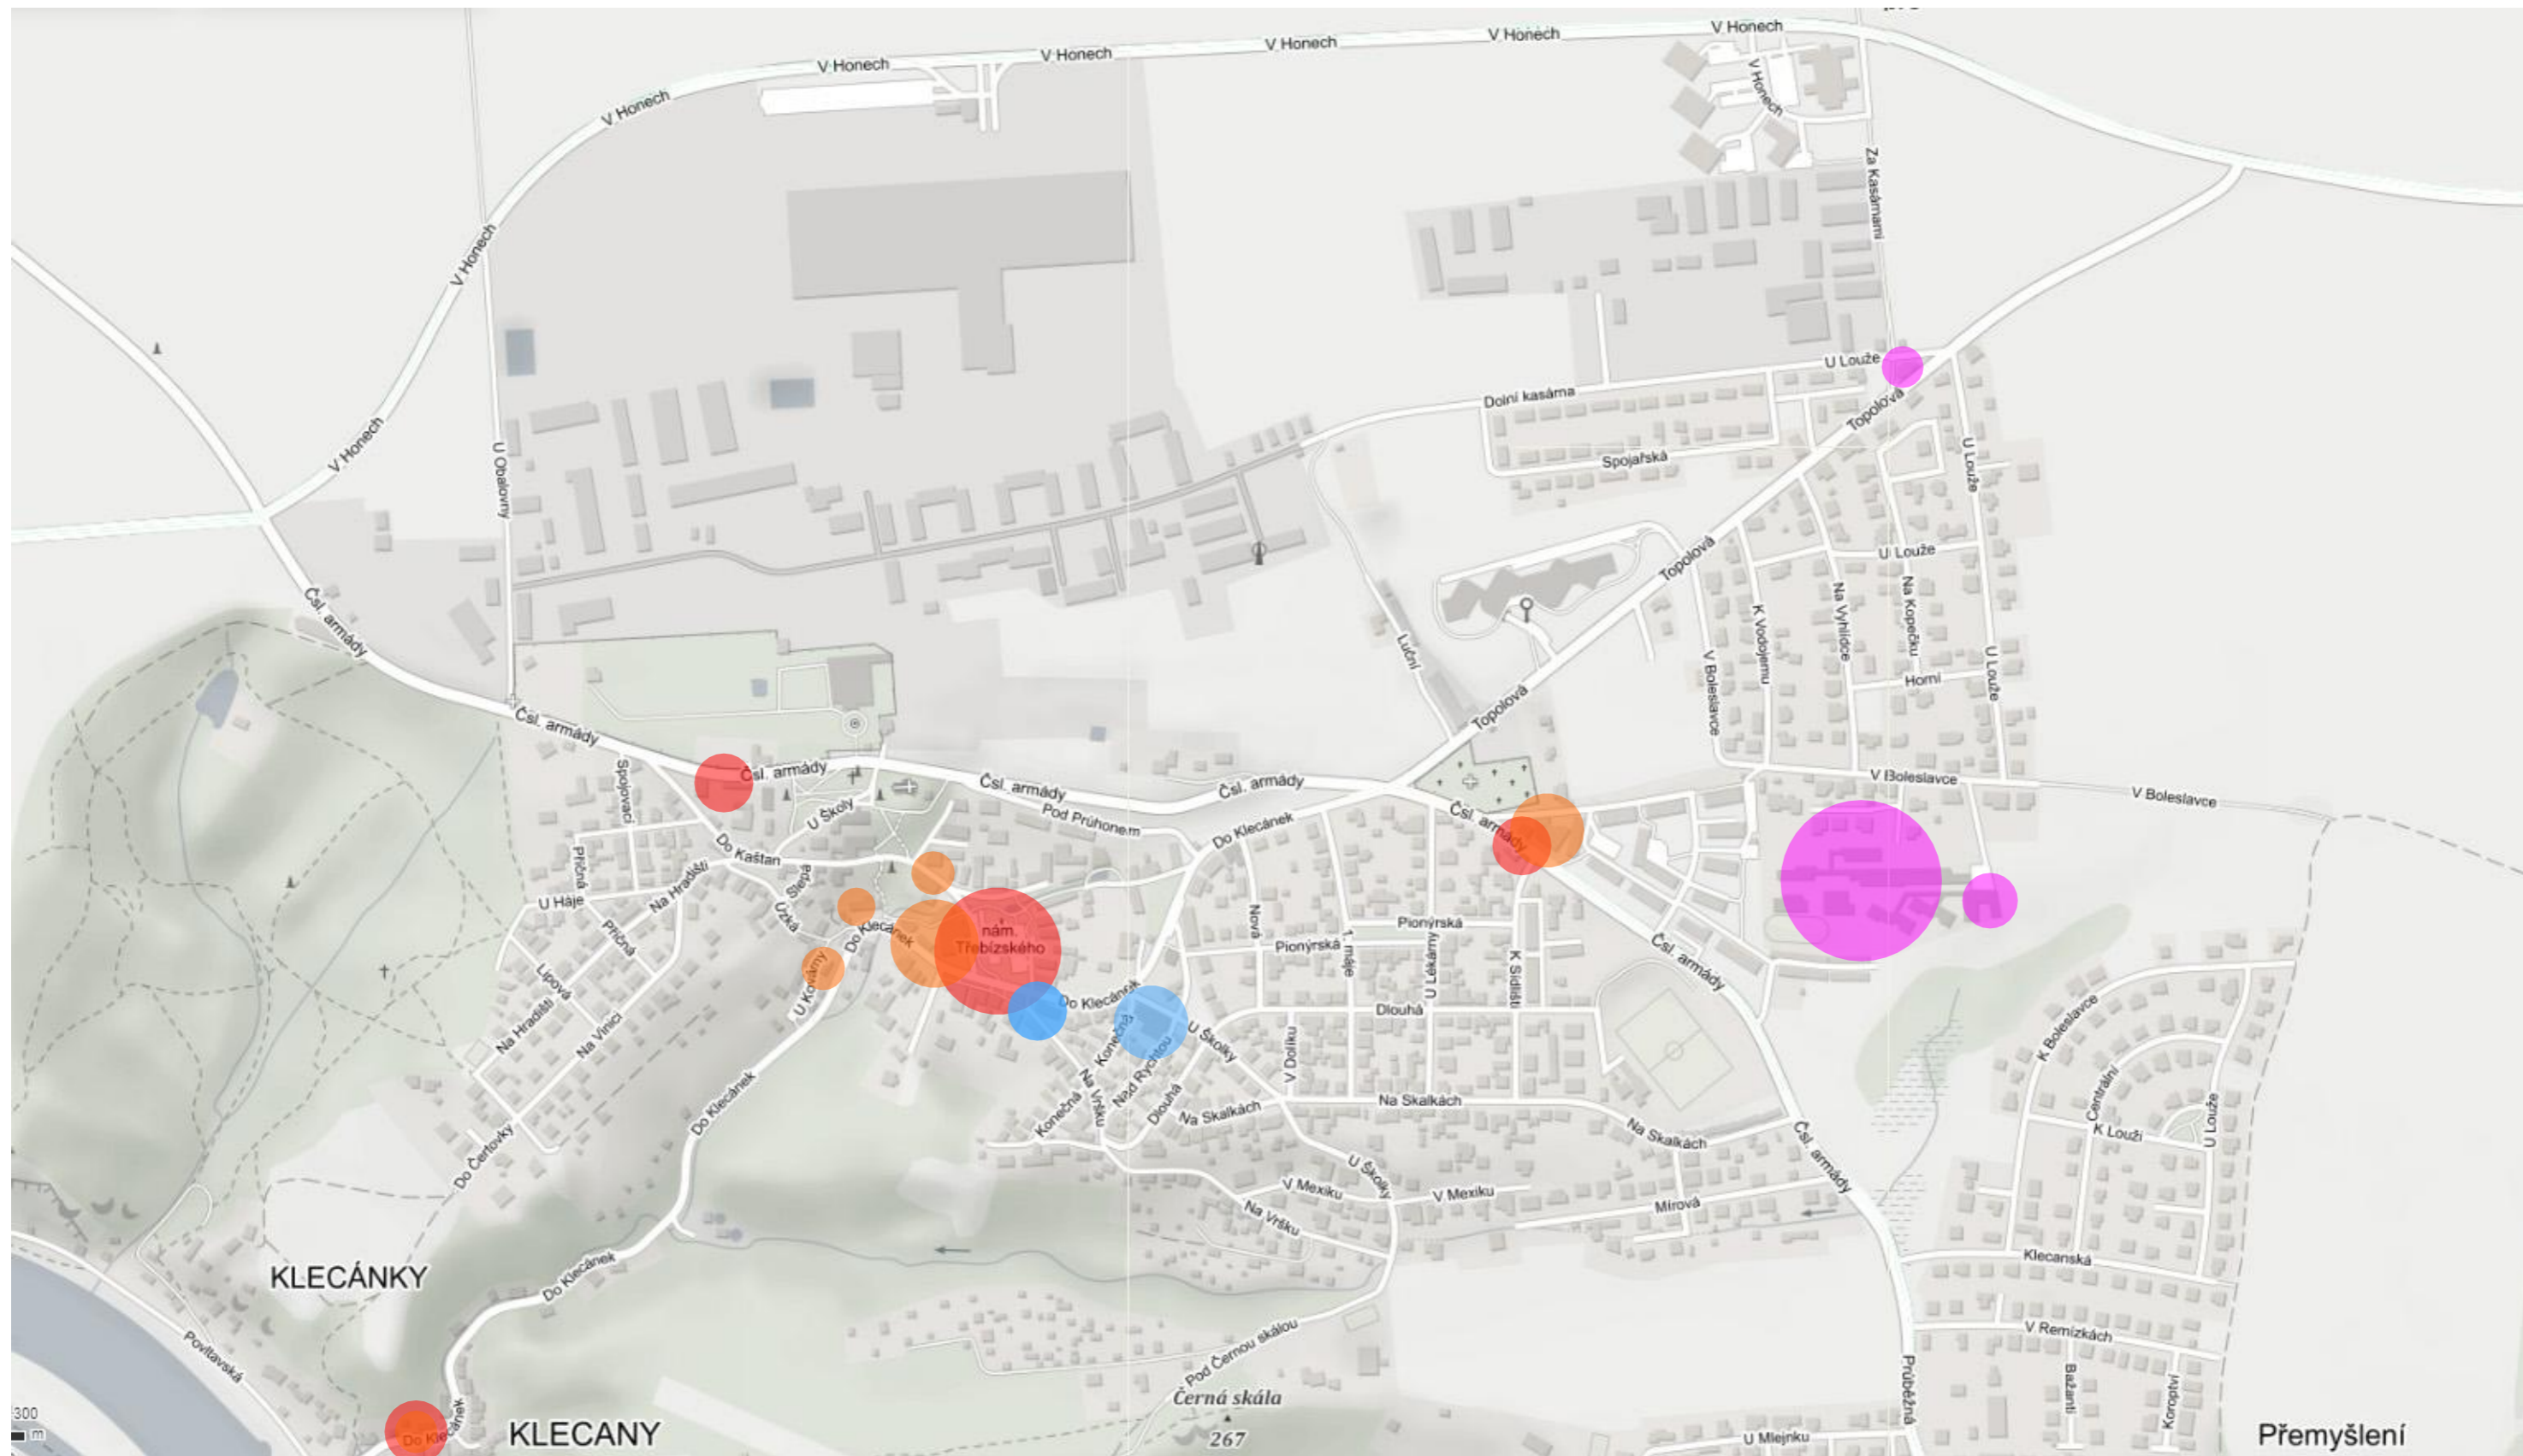 V Honech
V Honech
V Honech
V Honech
V Honech
V Honech
V Honech
V Honech
V Honech
Za Kasárnami
U Obalovny
U Louže
Dolní kasárna
Topolová
Spojařská
U Louže
Topolová
U Louže
Čsl. armády
Luční
K Vodojemu
Na Vyhlídce
Na Kopečku
V Boleslavce
Horní
U Louže
Topolová
Čsl. armády
Čsl. armády
Čsl. armády
Čsl. armády
V Boleslavce
V Boleslavce
Spojovací
U Školy
Pod Průhonem
Do Klecánek
Čsl. armády
Do Kaštan
Příčná
Na Hradišti
Slepá
U Háje
Úzká
Do Klecánek
nám.
Třebízského
Nová
Pionýrská
Pionýrská
1. máje
U Lékárny
K Sídlišti
Čsl. armády
Příčná
Lipová
U Kovárny
Do Klecánek
Na Hradišti
Na Vinici
Konečná
U Školky
V Dolíku
Dlouhá
K Boleslavce
Nad Rychtou
Na Vršku
Dlouhá
Konečná
Na Skalkách
Na Skalkách
Na Skalkách
Centrální
K Louži
U Louže
Do Klecánek
Do Čertovky
Čsl. armády
U Školky
V Mexiku
V Mexiku
Mírová
Na Vršku
Klecanská
KLECÁNKY
Do Klecánek
V Remízkách
Povltavská
Pod Černou skálou
Průběžná
Bažantí
Koroptví
Černá skála
267
300
m
Do Klecánek
KLECANY
U Mlejnku
Přemyšlení